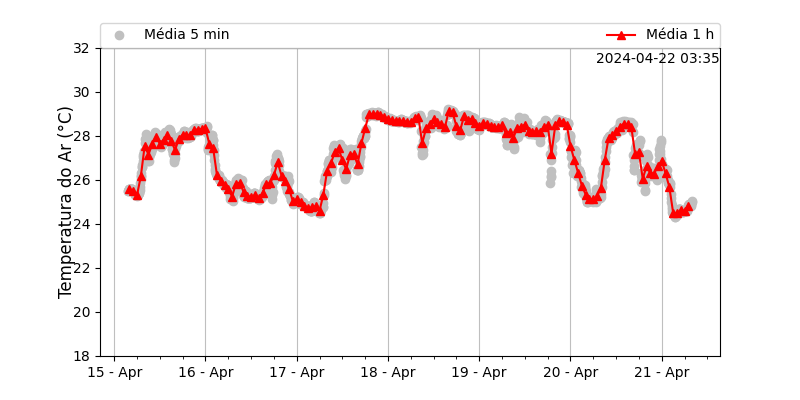 Média 5 min
Média 1 h
2024-04-22 03:35
Temperatura do Ar (°C)
32
30
28
26
24
22
20
18
15 - Apr
16 - Apr
17 - Apr
18 - Apr
19 - Apr
20 - Apr
21 - Apr